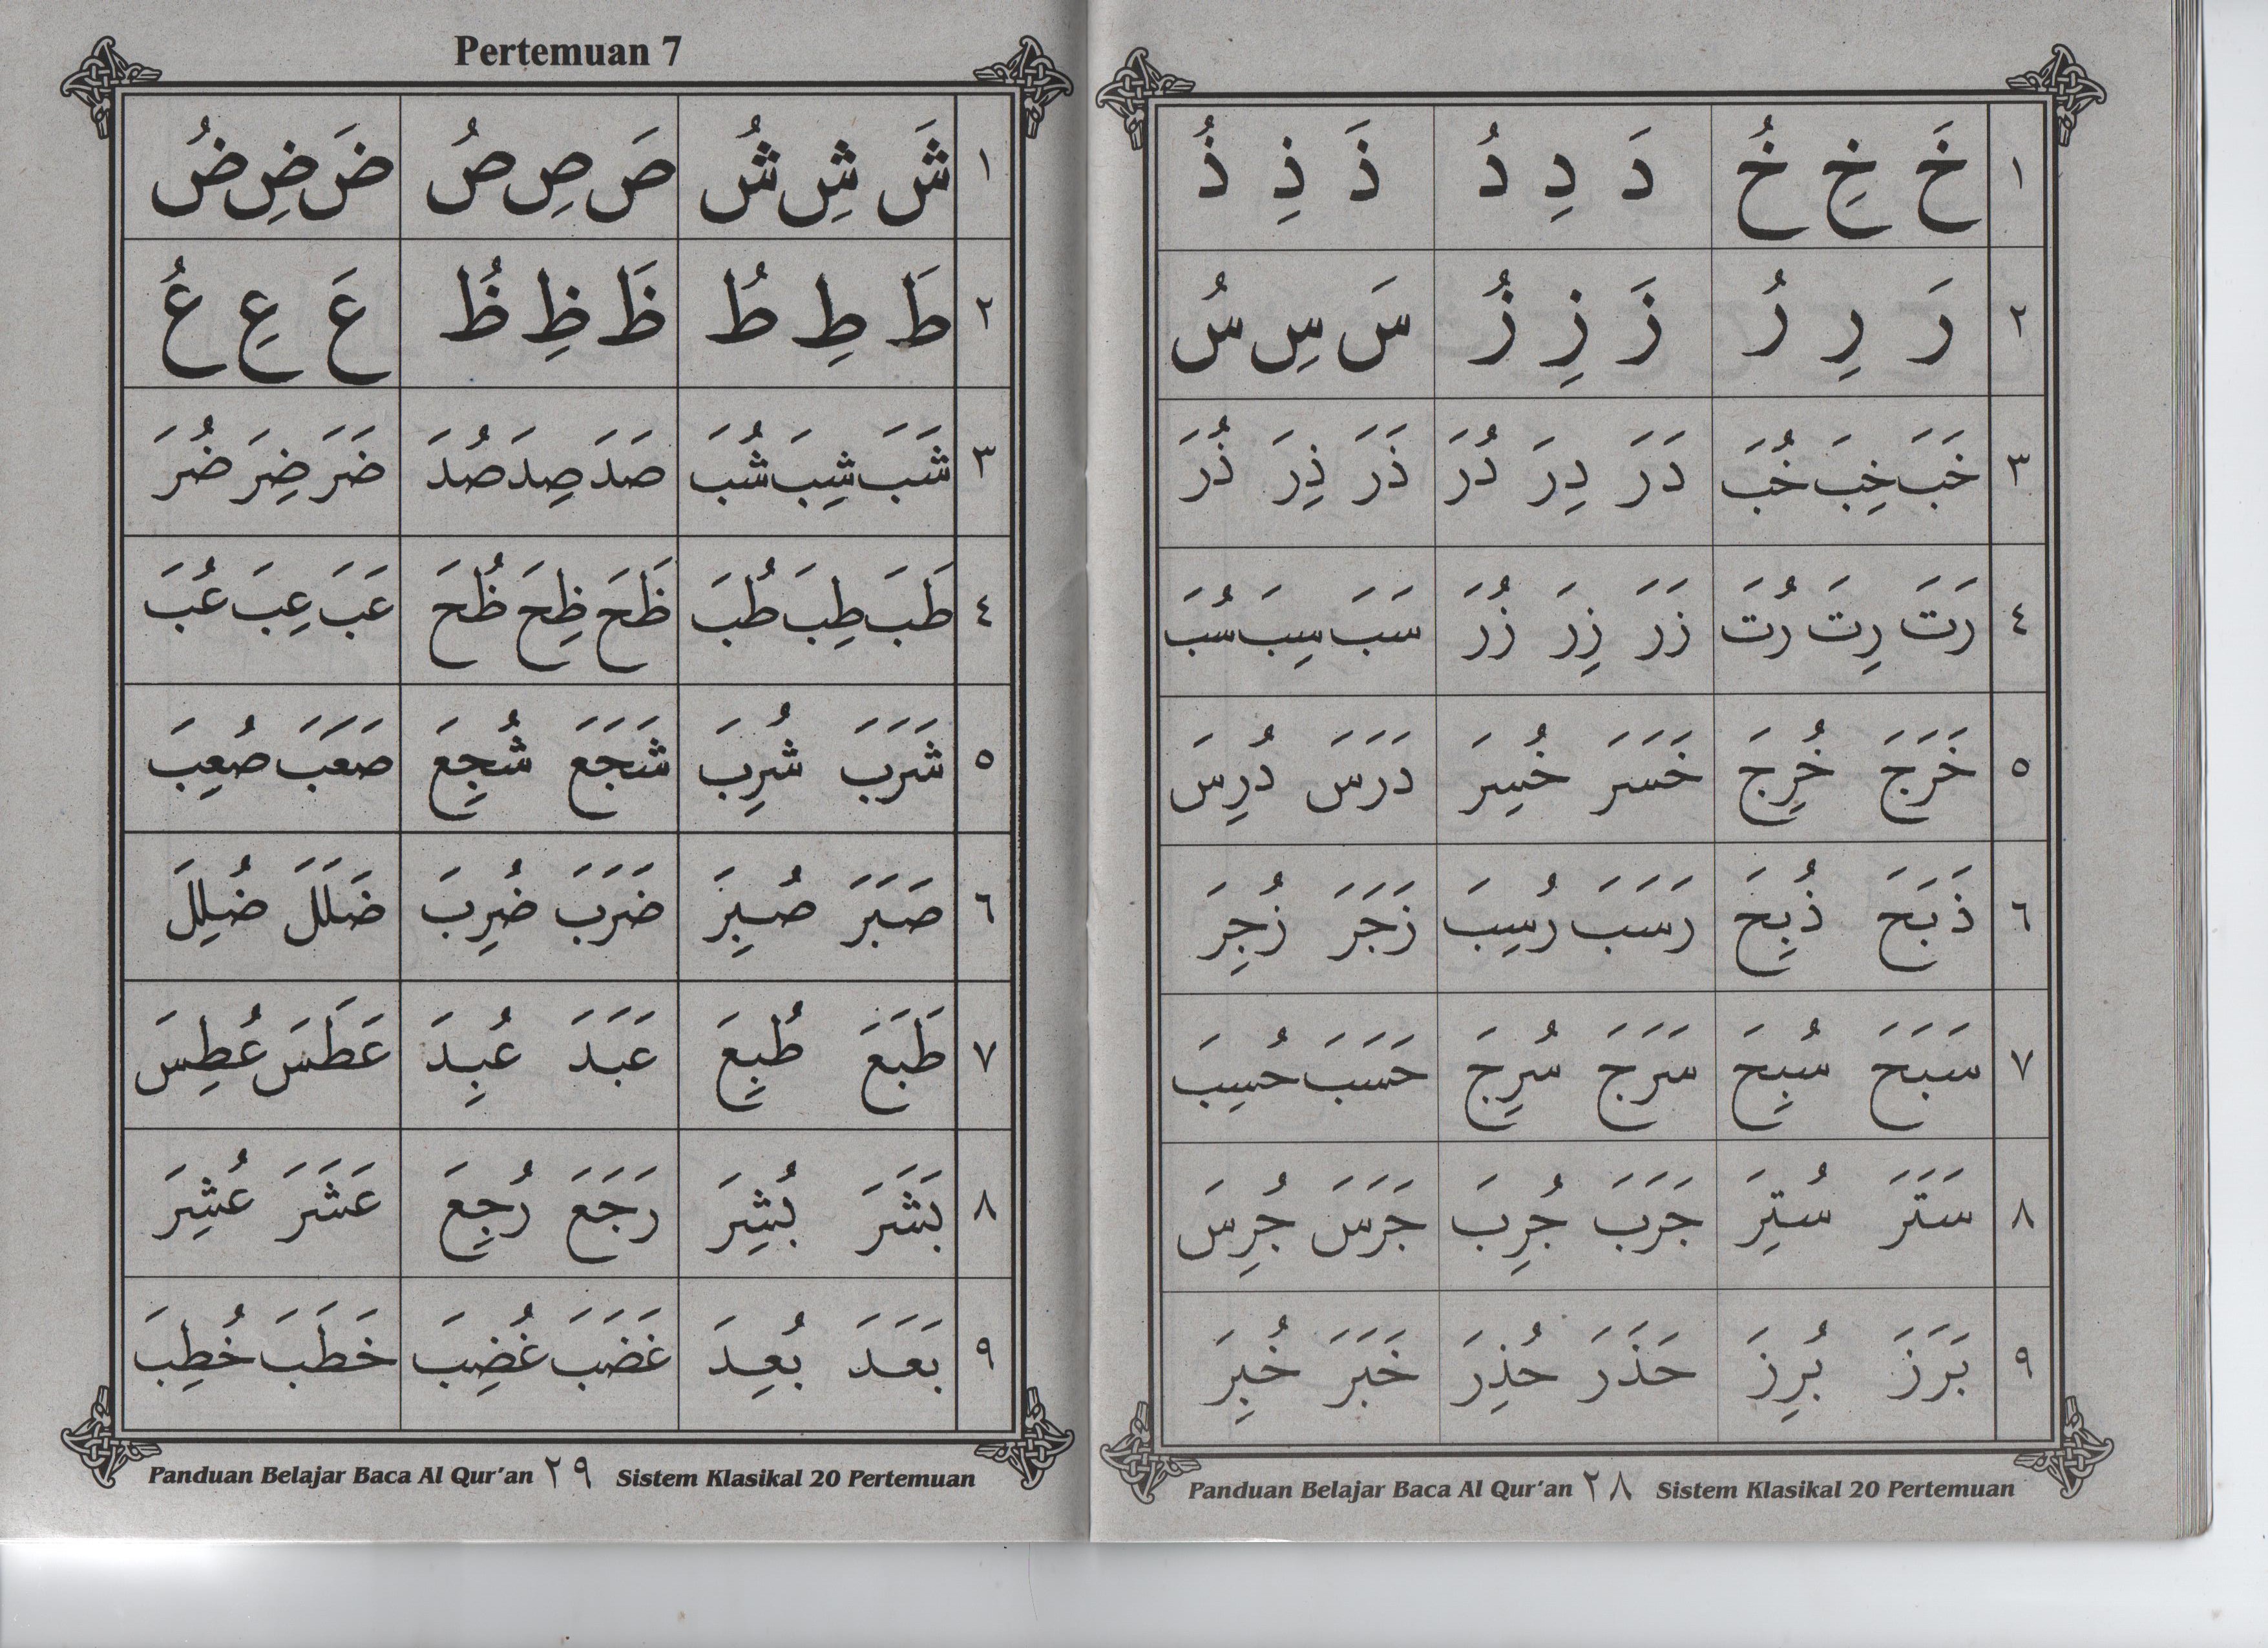 ١ خَ خِ خُ دَ دِ دُ ذَ ذِ ذُ
٢ رَ رِ رُ زَ زِ زُ سَ سِ سُ
٣ خَبَ خِبَ خُبَ دَرَ دِرَ دُرَ ذَرَ ذِرَ ذُرَ
٤ رَتَ رِتَ رُتَ زَرَ زِرَ زُرَ سَبَ سِبَ سُبَ
٥ خَرَجَ خُرِجَ خَسَرَ خُسِرَ دَرَسَ دُرِسَ
٦ ذَبَحَ ذُبِحَ رَسَبَ رُسِبَ زَجَرَ زُجِرَ
٧ سَبَحَ سُبِحَ سَرَجَ سُرِجَ حَسَبَ حُسِبَ
٨ سَتَرَ سُتِرَ جَرَبَ جُرِبَ جَرَسَ جُرِسَ
٩ بَرَزَ بُرِزَ حَذَرَ حُذِرَ خَبَرَ خُبِرَ
Panduan Belajar Baca Al Qur'an ٢٨ Sistem Klasikal 20 Pertemuan
Pertemuan 7
١ شَ شِ شُ صَ صِ صُ ضَ ضِ ضُ
٢ طَ طِ طُ ظَ ظِ ظُ عَ عِ عُ
٣ شَبَ شِبَ شُبَ صَدَ صِدَ صُدَ ضَرَ ضِرَ ضُرَ
٤ طَبَ طِبَ طُبَ ظَحَ ظِحَ ظُحَ عَبَ عِبَ عُبَ
٥ شَرَبَ شُرِبَ شَجَعَ شُجِعَ صَعَبَ صُعِبَ
٦ صَبَرَ صُبِرَ ضَرَبَ ضُرِبَ ضَلَلَ ضُلِلَ
٧ طَبَعَ طُبِعَ عَبَدَ عُبِدَ عَطَسَ عُطِسَ
٨ بَشَرَ بُشِرَ رَجَعَ رُجِعَ عَشَرَ عُشِرَ
٩ بَعَدَ بُعِدَ غَضَبَ غُضِبَ خَطَبَ خُطِبَ
Panduan Belajar Baca Al Qur'an ٢٩ Sistem Klasikal 20 Pertemuan